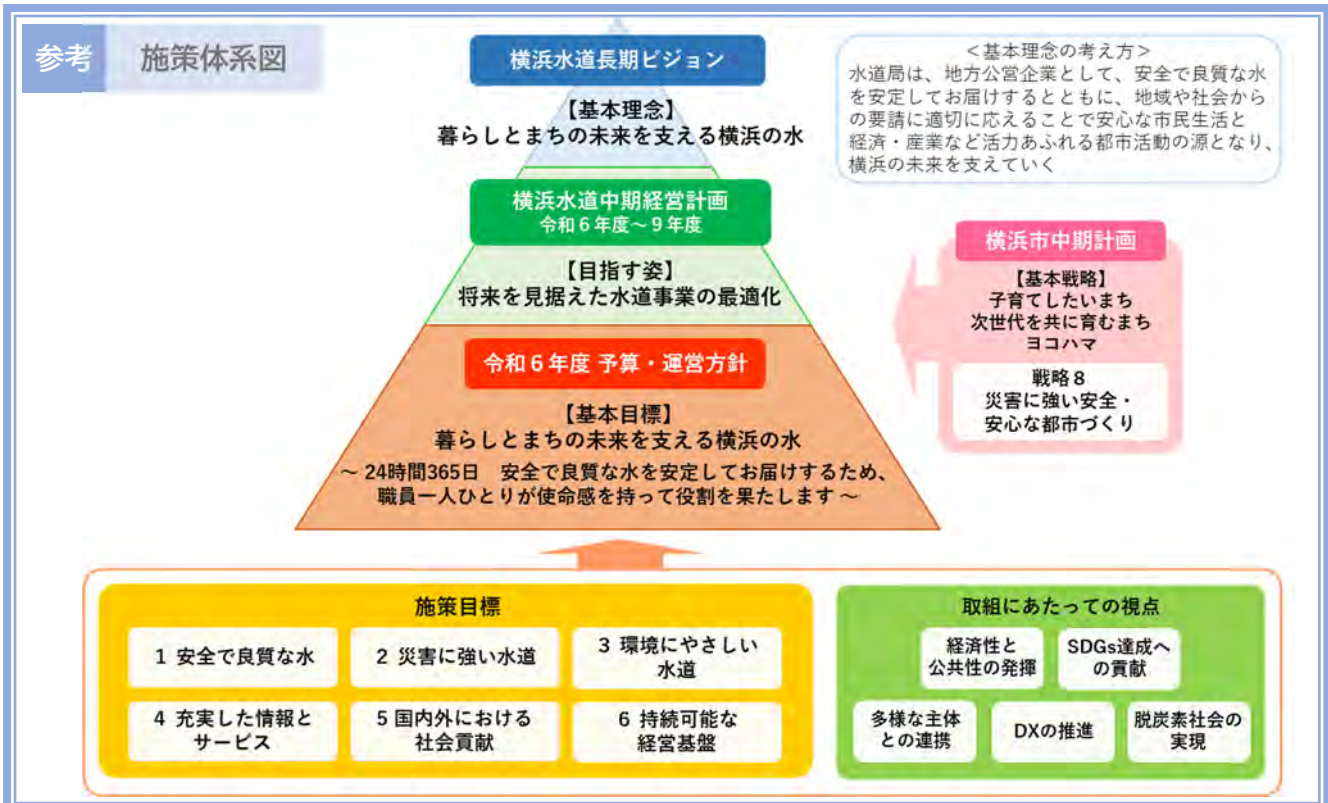 参考 施策体系図
横浜水道長期ビジョン
【基本理念】
暮らしとまちの未来を支える横浜の水
＜基本理念の考え方＞
水道局は、地方公営企業として、安全で良質な水
を安定してお届けするとともに、地域や社会から
の要請に適切に応えることで安心な市民生活と
経済・産業など活力あふれる都市活動の源となり、
横浜の未来を支えていく
横浜水道中期経営計画
令和６年度～９年度
【目指す姿】
将来を見据えた水道事業の最適化
横浜市中期計画
【基本戦略】
子育てしたいまち
次世代を共に育むまち
ヨコハマ
戦略８
災害に強い安全・
安心な都市づくり
令和６年度 予算・運営方針
【基本目標】
暮らしとまちの未来を支える横浜の水
～ 24時間365日　安全で良質な水を安定してお届けするため、
職員一人ひとりが使命感を持って役割を果たします ～
施策目標
1 安全で良質な水
2 災害に強い水道
3 環境にやさしい
水道
4 充実した情報と
サービス
5 国内外における
社会貢献
6 持続可能な
経営基盤
取組にあたっての視点
経済性と
公共性の発揮
SDGs達成へ
の貢献
多様な主体
との連携
DXの推進
脱炭素社会の
実現